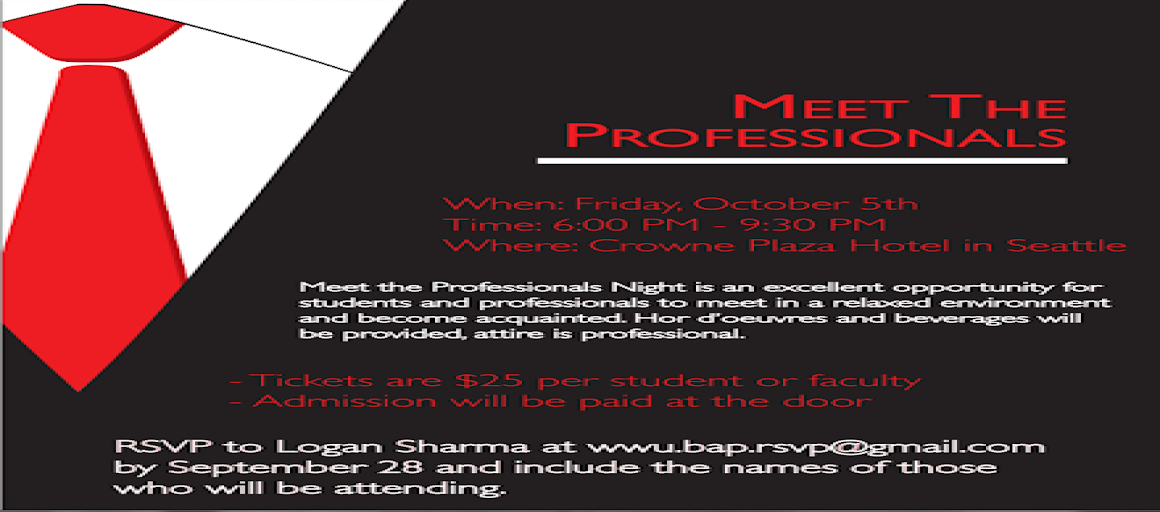 Meet The
Professionals
When: Friday, October 5th
Time: 6:00 PM - 9:30 PM
Where: Crowne Plaza Hotel in Seattle
Meet the Professionals Night is an excellent opportunity for
students and professionals to meet in a relaxed environment
and become acquainted. Hor d'oeuvres and beverages will
be provided, attire is professional.
- Tickets are $25 per student or faculty
- Admission will be paid at the door
RSVP to Logan Sharma at wwu.bap.rsvp@gmail.com
by September 28 and include the names of those
who will be attending.